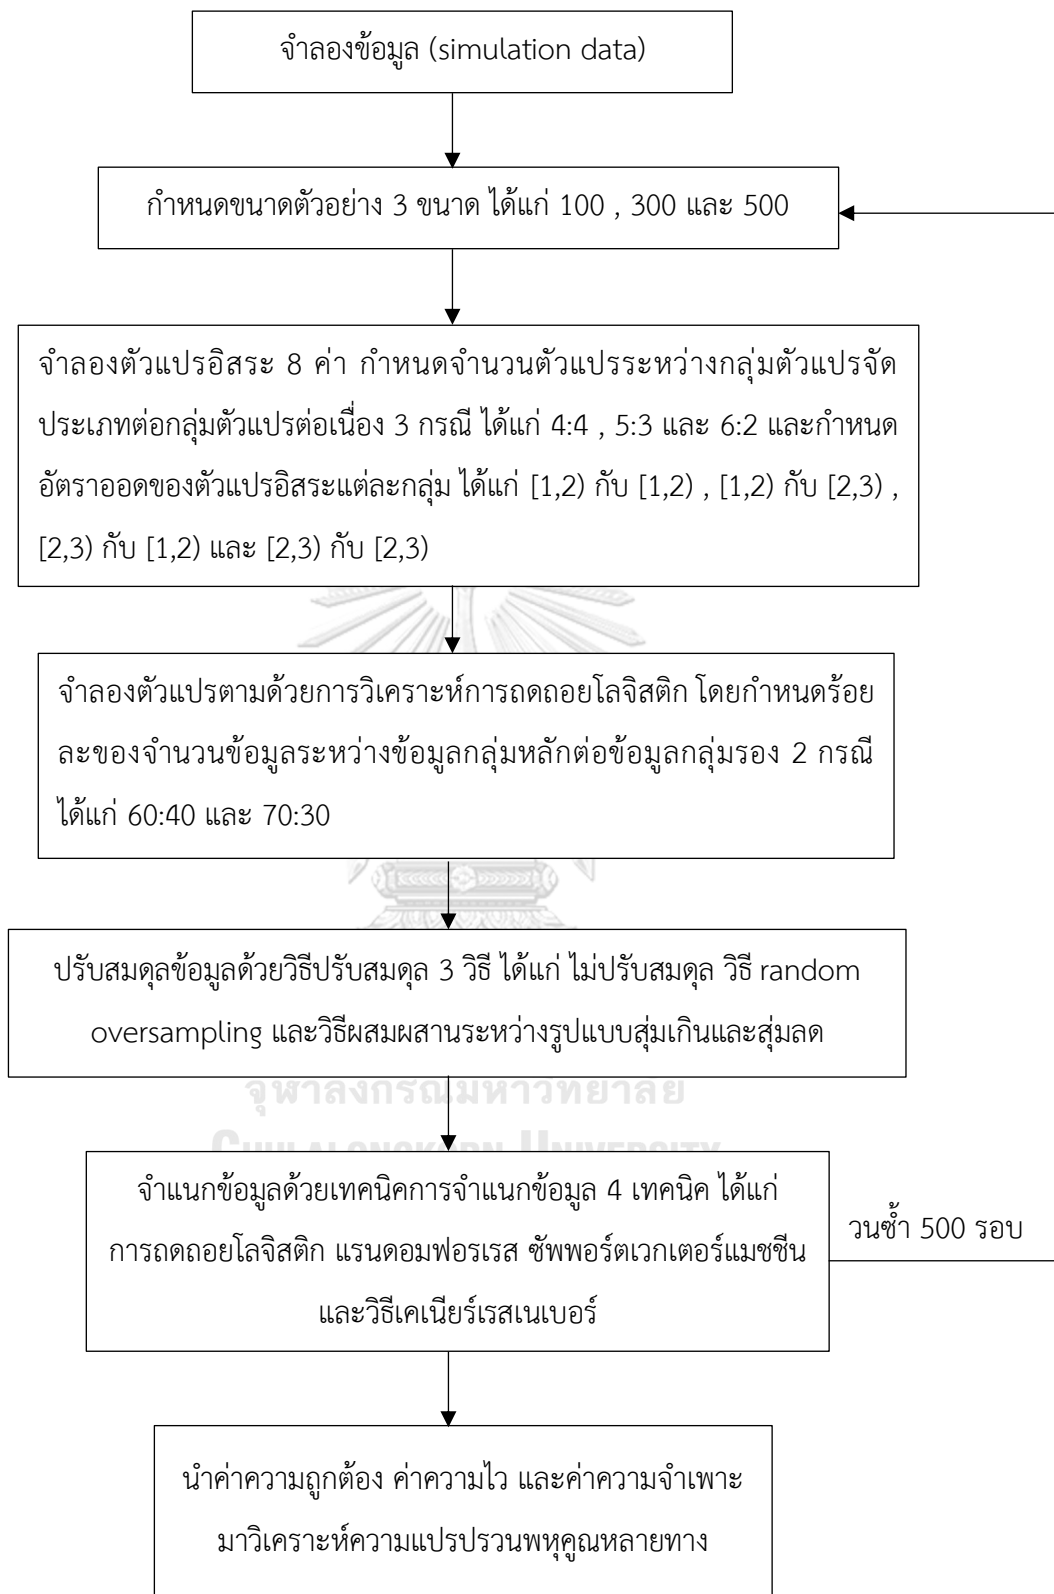 จำลองข้อมูล (simulation data)
กำหนดขนาดตัวอย่าง 3 ขนาด ได้แก่ 100 , 300 และ 500
จำลองตัวแปรอิสระ 8 ค่า กำหนดจำนวนตัวแปรระหว่างกลุ่มตัวแปรจัด
ประเภทต่อกลุ่มตัวแปรต่อเนื่อง 3 กรณี ได้แก่ 4:4 , 5:3 และ 6:2 และกำหนด
อัตราออดของตัวแปรอิสระแต่ละกลุ่ม ได้แก่ [1,2) กับ [1,2) , [1,2) กับ [2,3) ,
[2,3) กับ [1,2) และ [2,3) กับ [2,3)
จำลองตัวแปรตามด้วยการวิเคราะห์การถดถอยโลจิสติก โดยกำหนดร้อย
ละของจำนวนข้อมูลระหว่างข้อมูลกลุ่มหลักต่อข้อมูลกลุ่มรอง 2 กรณี
ได้แก่ 60:40 และ 70:30
ปรับสมดุลข้อมูลด้วยวิธีปรับสมดุล 3 วิธี ได้แก่ ไม่ปรับสมดุล วิธี random
oversampling และวิธีผสมผสานระหว่างรูปแบบสุ่มเกินและสุ่มลด
จุฬาลงกรณ์มหาวิทยาลัย
CHULALONGKORN UNIVERSITY
จำแนกข้อมูลด้วยเทคนิคการจำแนกข้อมูล 4 เทคนิค ได้แก่
การถดถอยโลจิสติก แรนดอมฟอรเรส ซัพพอร์ตเวกเตอร์แมชชีน
และวิธีเคเนียร์เรสเนเบอร์
วนซ้ำ 500 รอบ
นำค่าความถูกต้อง ค่าความไว และค่าความจำเพาะ
มาวิเคราะห์ความแปรปรวนพหุคูณหลายทาง